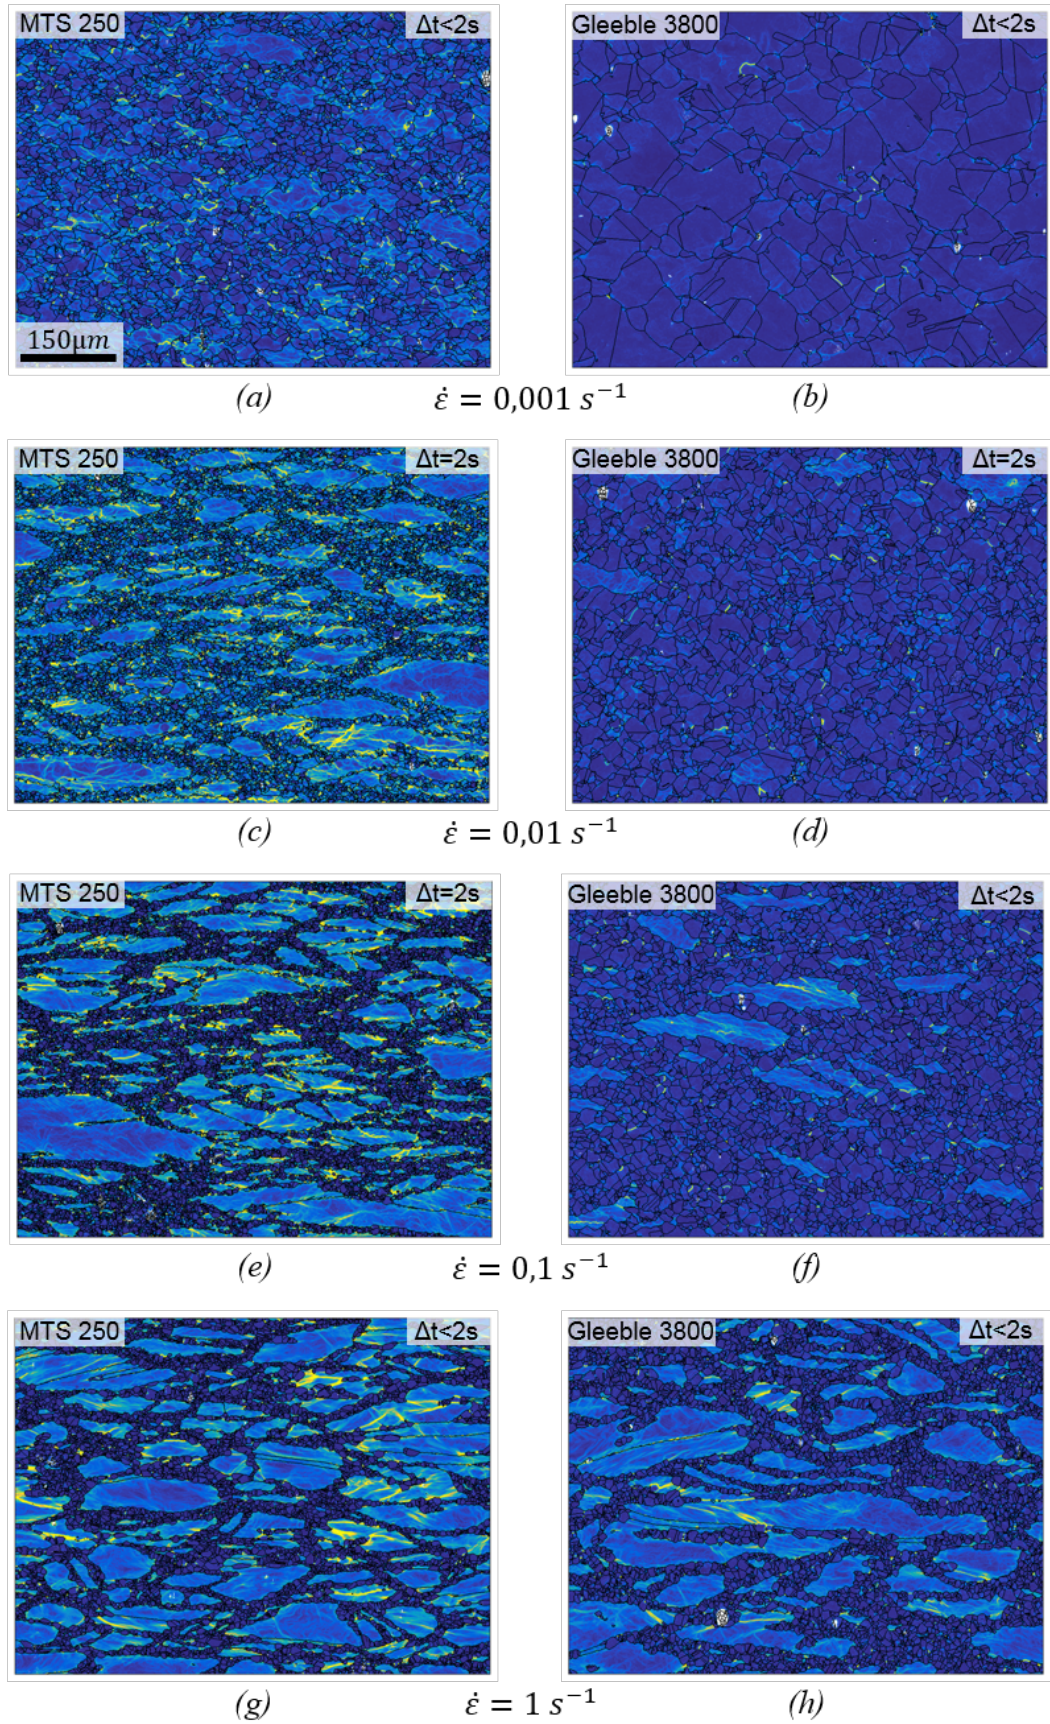 MTS 250 Δt<2s Gleeble 3800 Δt<2s
150μm
(a) ε̇ = 0,001 s⁻¹ (b)
MTS 250 Δt=2s Gleeble 3800 Δt=2s
(c) ε̇ = 0,01 s⁻¹ (d)
MTS 250 Δt=2s Gleeble 3800 Δt<2s
(e) ε̇ = 0,1 s⁻¹ (f)
MTS 250 Δt<2s Gleeble 3800 Δt<2s
(g) ε̇ = 1 s⁻¹ (h)